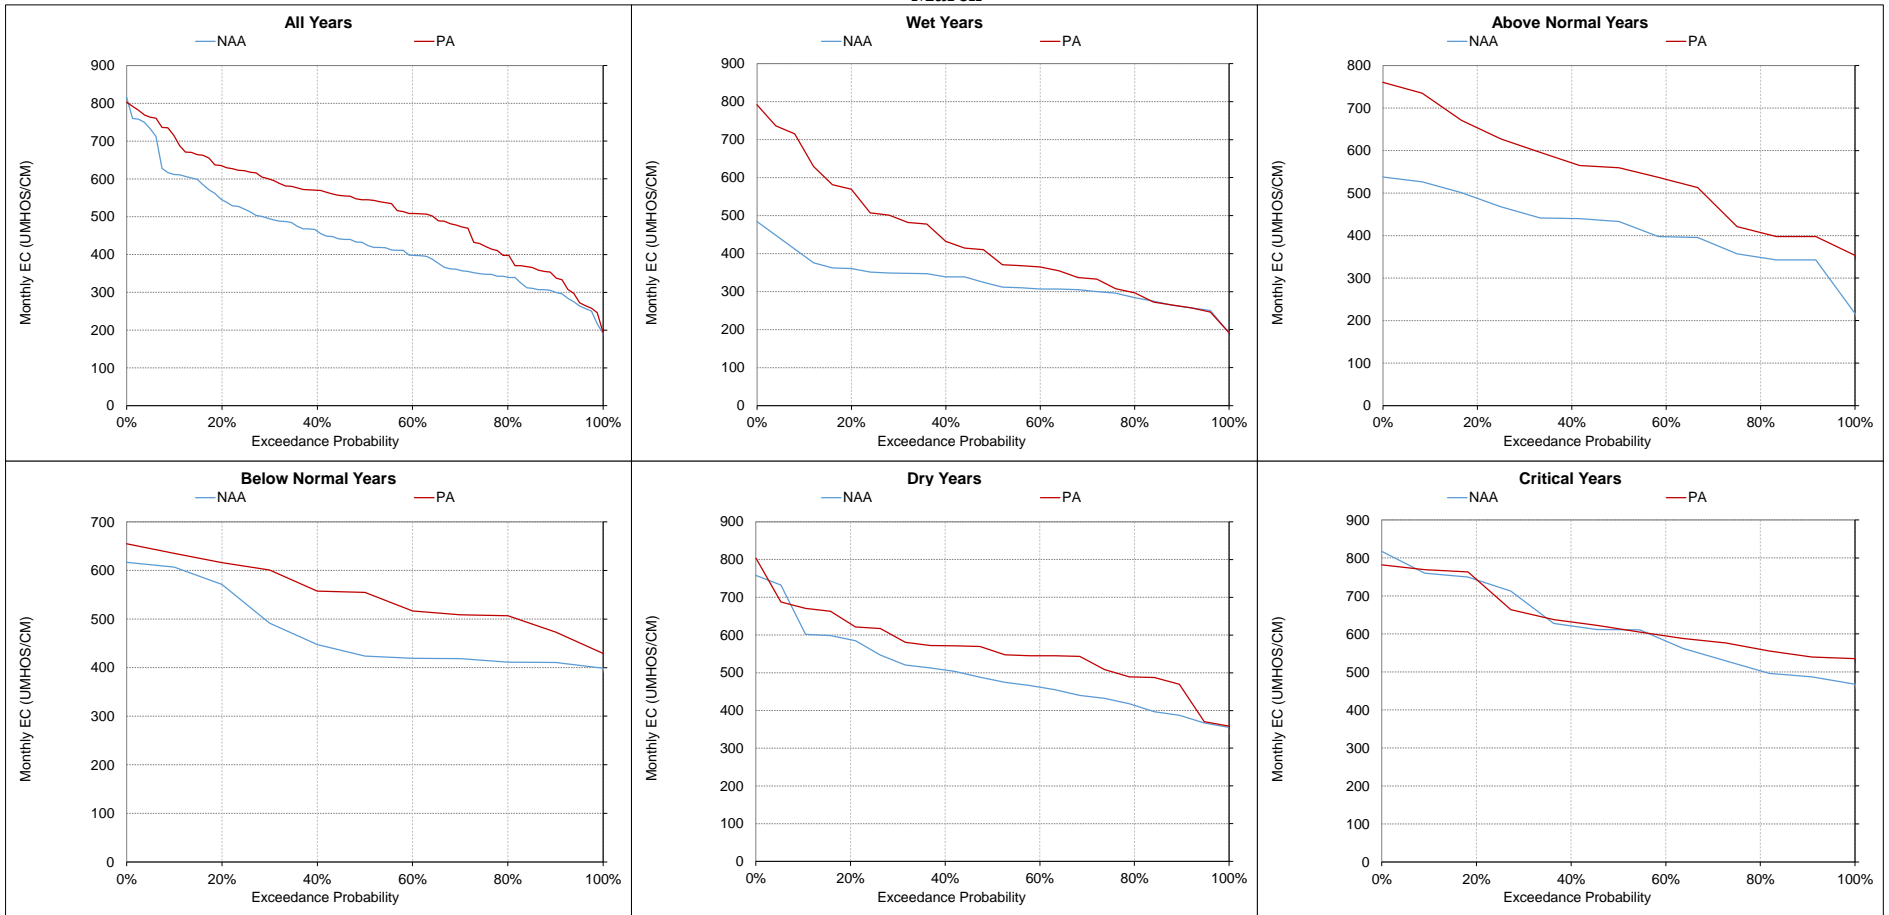 All Years
NAA PA
Monthly EC (UMHOS/CM)
900
800
700
600
500
400
300
200
100
0
0% 20% 40% 60% 80% 100%
Exceedance Probability
Wet Years
NAA PA
Monthly EC (UMHOS/CM)
900
800
700
600
500
400
300
200
100
0
0% 20% 40% 60% 80% 100%
Exceedance Probability
Above Normal Years
NAA PA
Monthly EC (UMHOS/CM)
800
700
600
500
400
300
200
100
0
0% 20% 40% 60% 80% 100%
Exceedance Probability
Below Normal Years
NAA PA
Monthly EC (UMHOS/CM)
700
600
500
400
300
200
100
0
0% 20% 40% 60% 80% 100%
Exceedance Probability
Dry Years
NAA PA
Monthly EC (UMHOS/CM)
900
800
700
600
500
400
300
200
100
0
0% 20% 40% 60% 80% 100%
Exceedance Probability
Critical Years
NAA PA
Monthly EC (UMHOS/CM)
900
800
700
600
500
400
300
200
100
0
0% 20% 40% 60% 80% 100%
Exceedance Probability